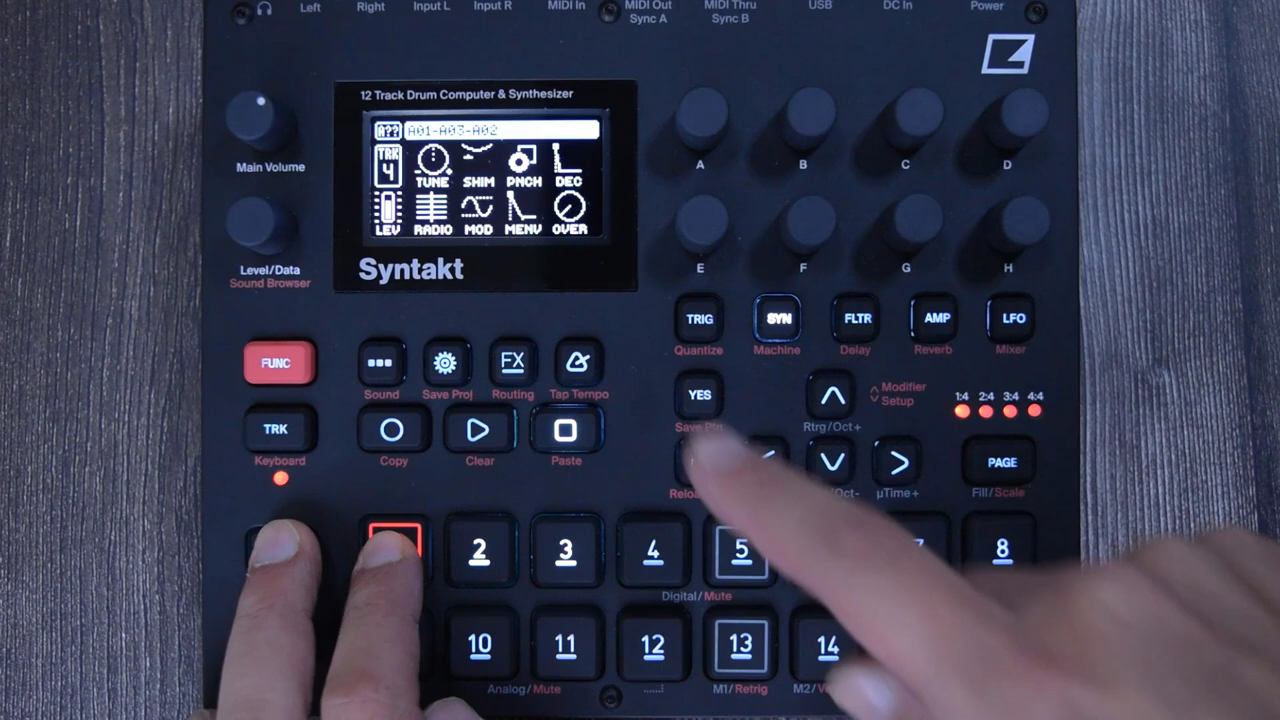 Left Right Input L Input R MIDI In MIDI Out MIDI Thru USB DC In Power
Sync A Sync B
12 Track Drum Computer & Synthesizer
A?? A01-A03-A02
TRK TUNE SHIM PNCH DEC
4
LEV RADIO MOD MENV OVER
Syntakt
Main Volume
Level/Data
Sound Browser
A B C D
E F G H
TRIG SYN FLTR AMP LFO
Quantize Machine Delay Reverb Mixer
FUNC FX
Sound Save Proj Routing Tap Tempo
YES
Modifier
Setup
1:4 2:4 3:4 4:4
Rtrg/Oct+
TRK
Keyboard Copy Clear Paste
PAGE
µTime+ Fill/Scale
2 3 4 5 8
Digital/Mute
10 11 12 13 14
Analog/Mute M1/Retrig